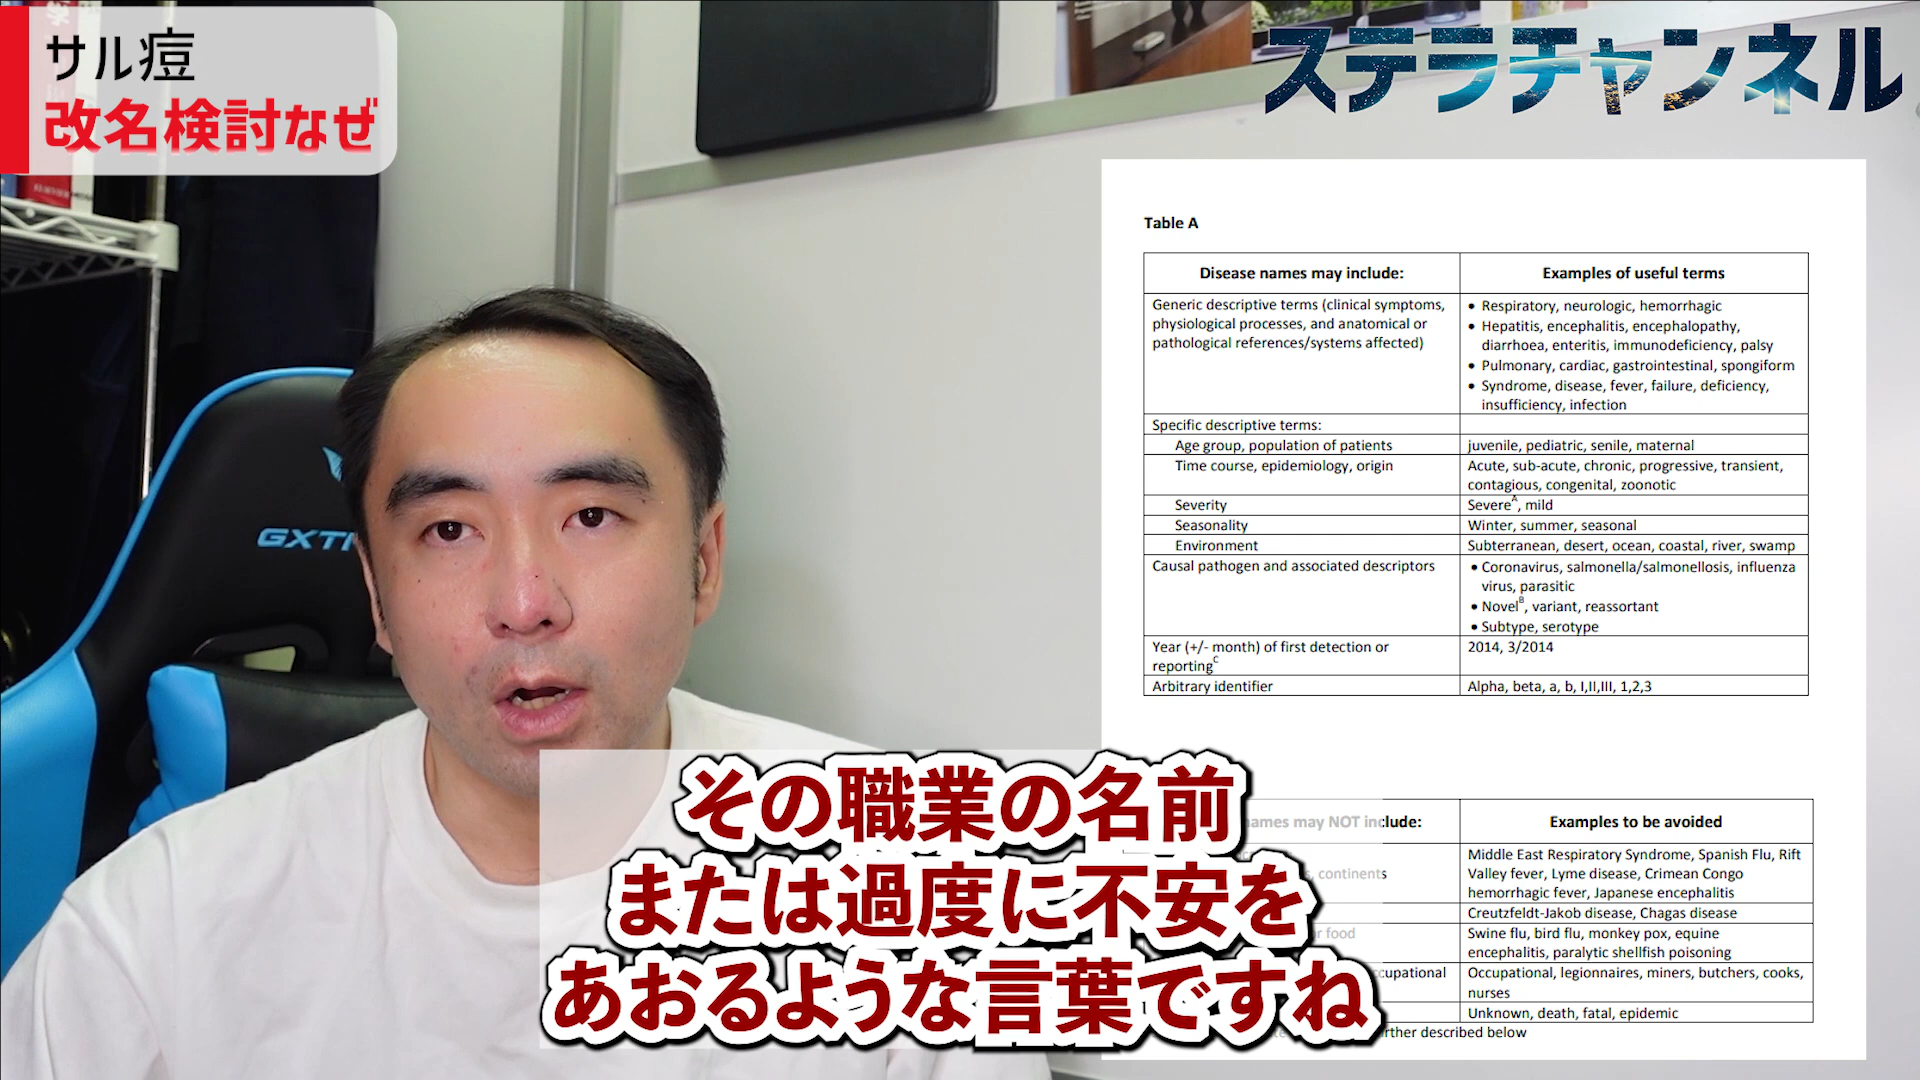 サル痘
改名検討なぜ
ステラチャンネル
GXT
Table A
Disease names may include: Examples of useful terms
Generic descriptive terms (clinical symptoms, physiological processes, and anatomical or pathological references/systems affected)
• Respiratory, neurologic, hemorrhagic
• Hepatitis, encephalitis, encephalopathy, diarrhoea, enteritis, immunodeficiency, palsy
• Pulmonary, cardiac, gastrointestinal, spongiform
• Syndrome, disease, fever, failure, deficiency, insufficiency, infection
Specific descriptive terms:
Age group, population of patients juvenile, pediatric, senile, maternal
Time course, epidemiology, origin Acute, sub-acute, chronic, progressive, transient, contagious, congenital, zoonotic
Severity Severe^A, mild
Seasonality Winter, summer, seasonal
Environment Subterranean, desert, ocean, coastal, river, swamp
Causal pathogen and associated descriptors
• Coronavirus, salmonella/salmonellosis, influenza virus, parasitic
• Novel^B, variant, reassortant
• Subtype, serotype
Year (+/- month) of first detection or reporting^C 2014, 3/2014
Arbitrary identifier Alpha, beta, a, b, I,II,III, 1,2,3
names may NOT include: Examples to be avoided
continents Middle East Respiratory Syndrome, Spanish Flu, Rift Valley fever, Lyme disease, Crimean Congo hemorrhagic fever, Japanese encephalitis
Creutzfeldt-Jakob disease, Chagas disease
food Swine flu, bird flu, monkey pox, equine encephalitis, paralytic shellfish poisoning
occupational Occupational, legionnaires, miners, butchers, cooks, nurses
Unknown, death, fatal, epidemic
further described below
その職業の名前
または過度に不安を
あおるような言葉ですね